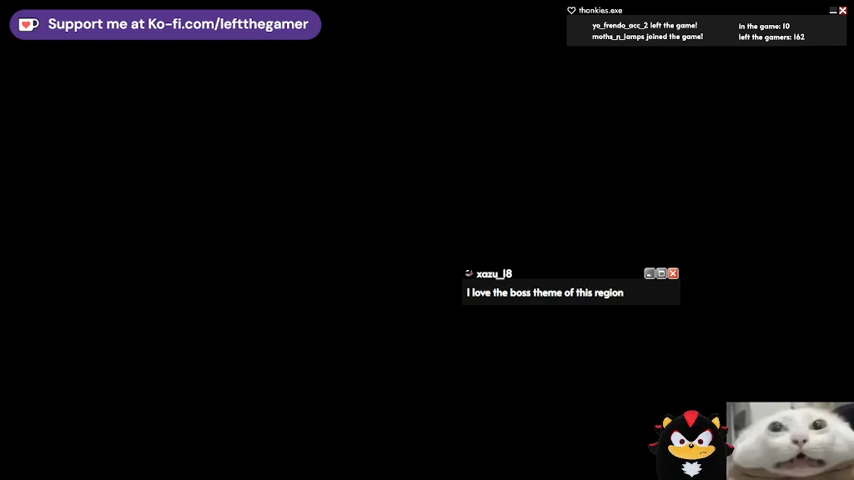 Support me at Ko-fi.com/leftthegamer
thankies.exe
yo_frendo_acc_2 left the game!
moths_n_lamps joined the game!
in the game: 10
left the gamers: 162
xazu_18
I love the boss theme of this region